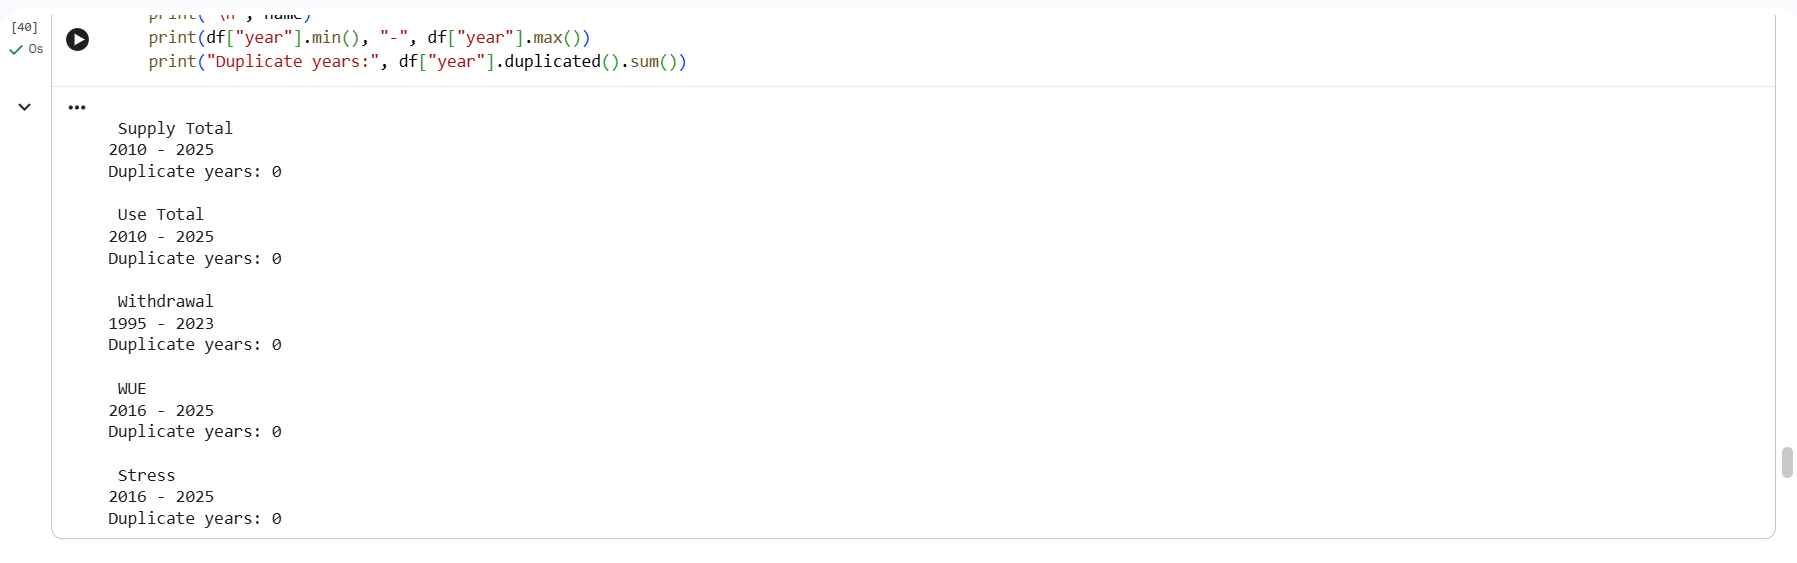 [40]
0s
print("\n", name)
print(df["year"].min(), "-", df["year"].max())
print("Duplicate years:", df["year"].duplicated().sum())
Supply Total
2010 - 2025
Duplicate years: 0
Use Total
2010 - 2025
Duplicate years: 0
Withdrawal
1995 - 2023
Duplicate years: 0
WUE
2016 - 2025
Duplicate years: 0
Stress
2016 - 2025
Duplicate years: 0